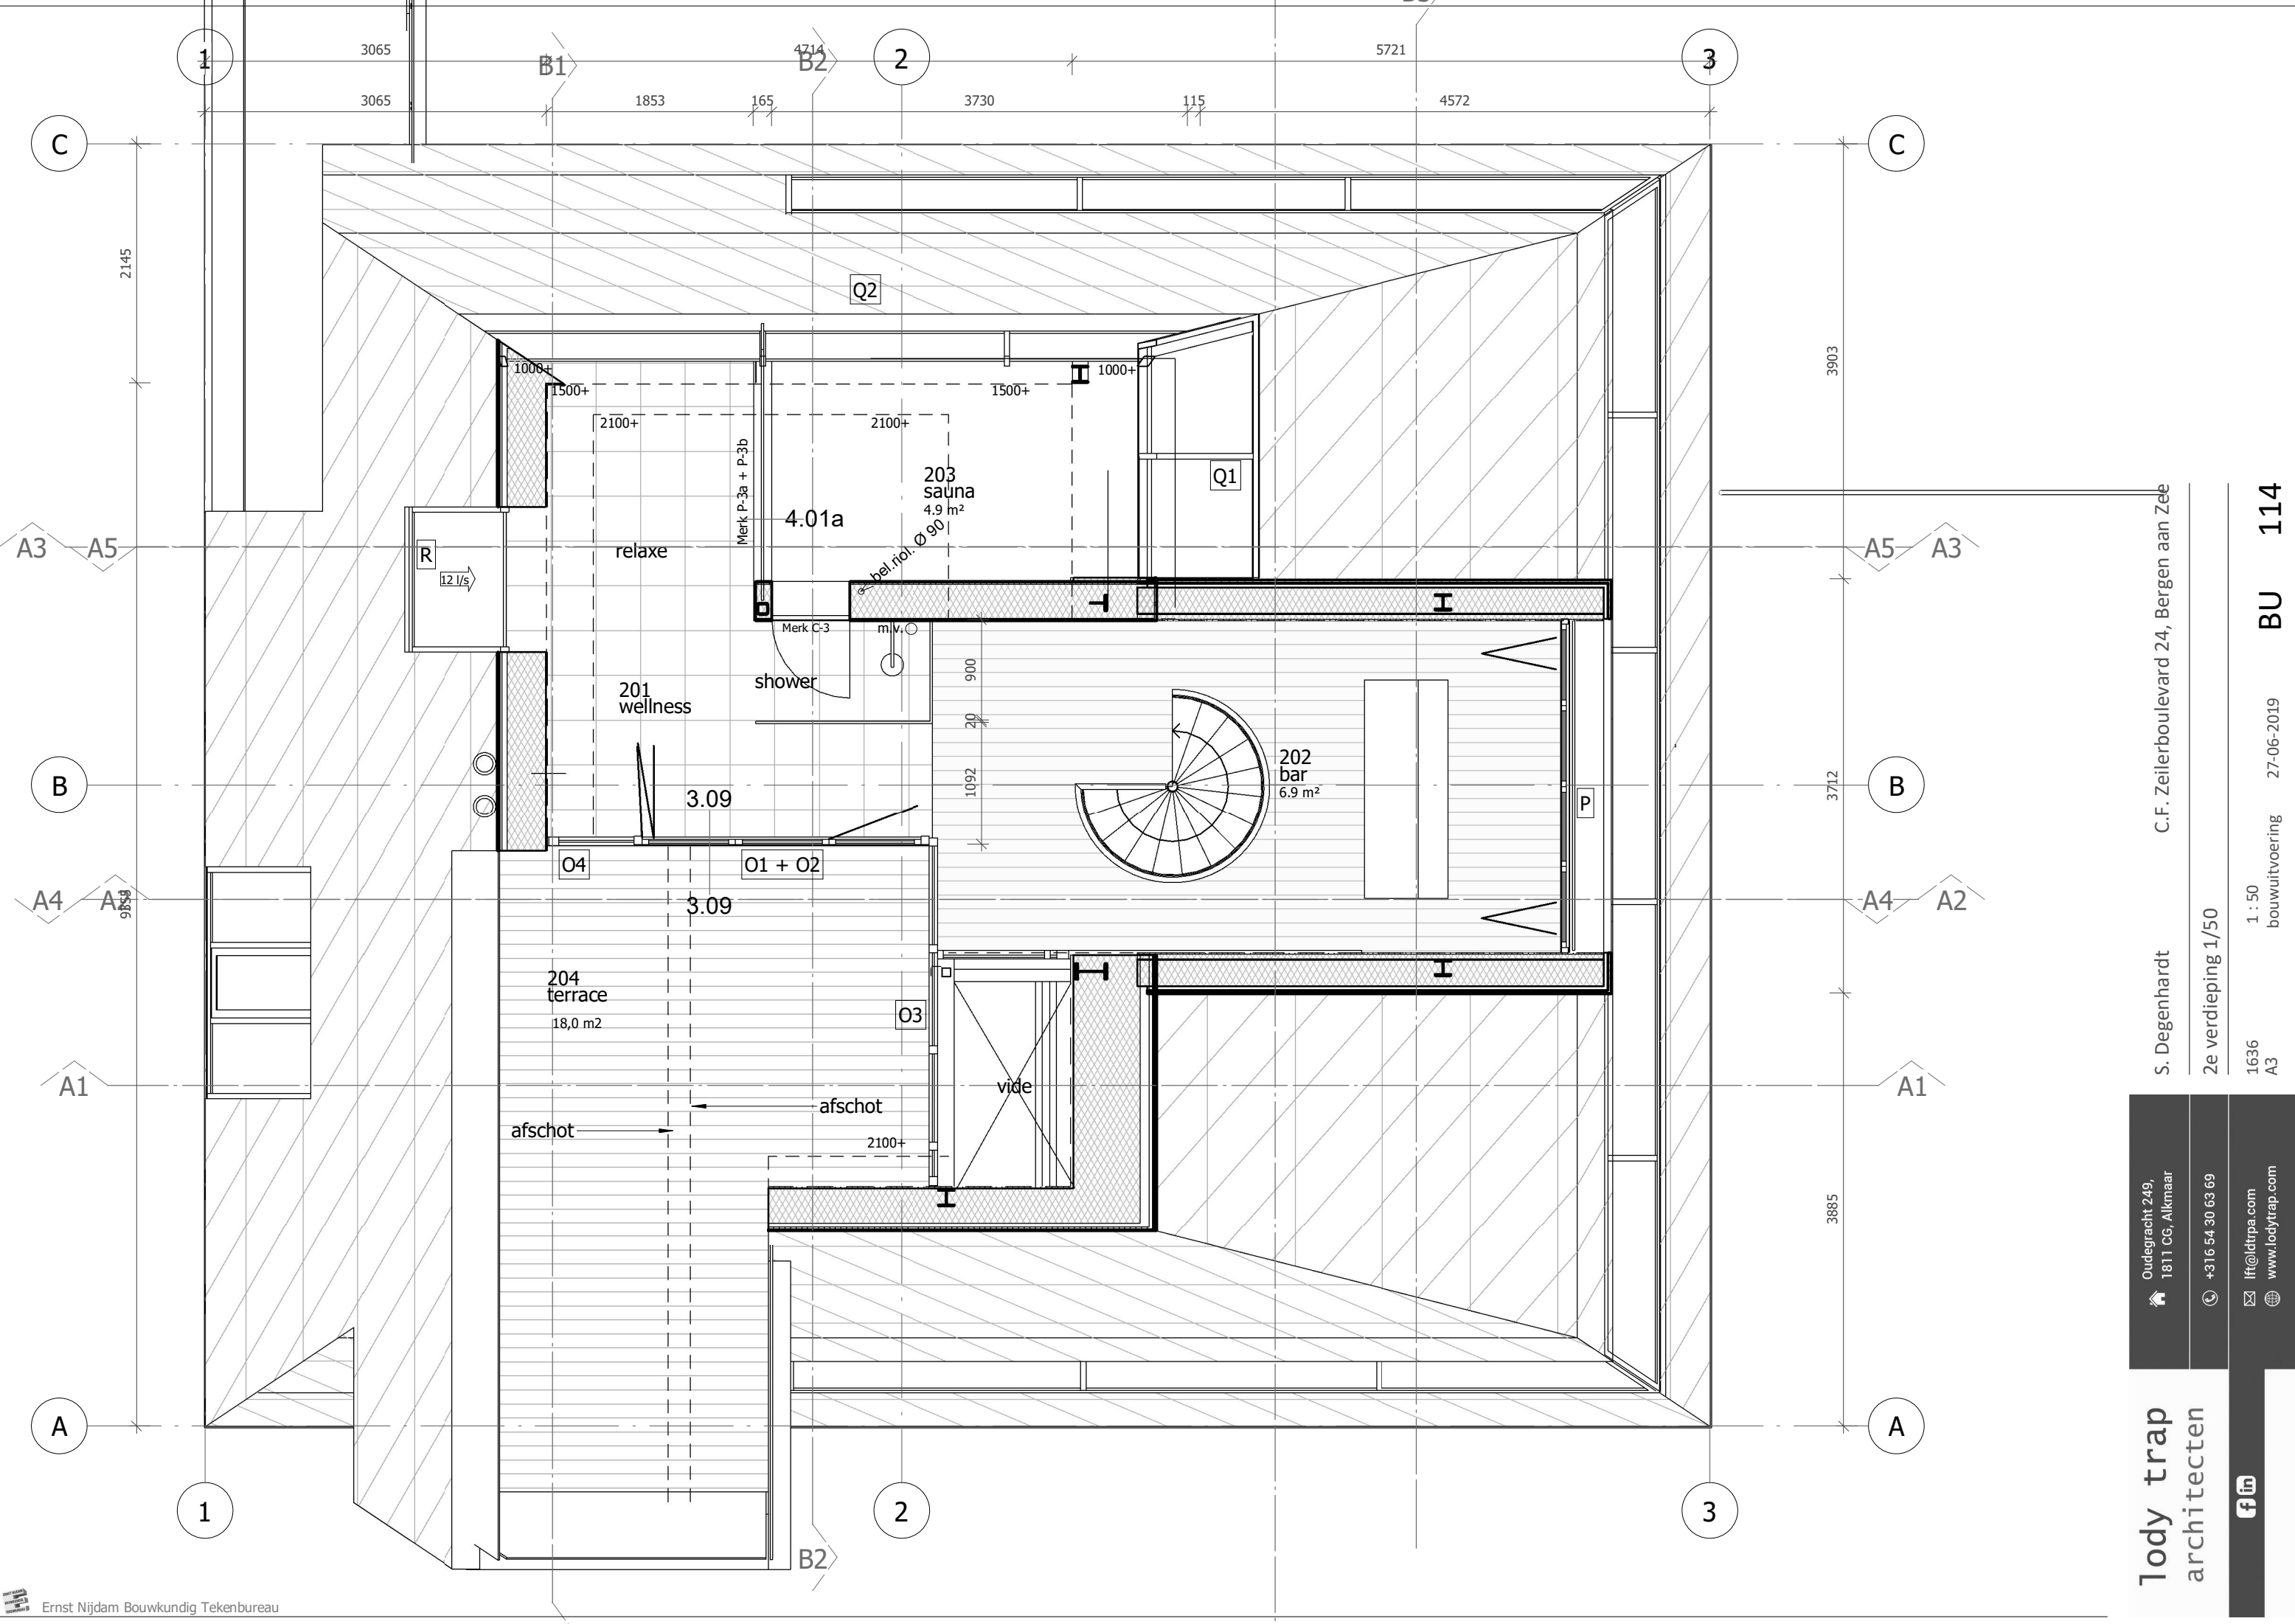 1
3065
B1
4714
B2
2
5721
3
3065
1853
165
3730
115
4572
C
C
2145
3903
Q2
1000+
1500+
1500+
1000+
2100+
2100+
Merk P-3a + P-3b
203
sauna
4.9 m²
Q1
4.01a
bel.riol. Ø 90
A3
A5
A5
A3
R
12 l/s
relaxe
Merk C-3
m.v.
shower
201
wellness
900
20
1092
202
bar
6.9 m²
B
B
3712
P
3.09
O4
O1 + O2
3.09
A4
A4
A2
204
terrace
18,0 m2
O3
A1
A1
vide
afschot
afschot
2100+
3885
A
A
1
2
3
B2
Ernst Nijdam Bouwkundig Tekenbureau
S. Degenhardt
C.F. Zeilerboulevard 24, Bergen aan Zee
2e verdieping 1/50
1636
1 : 50
BU 114
A3
bouwuitvoering
27-06-2019
Oudegracht 249,
1811 CG, Alkmaar
+316 54 30 63 69
lft@ldtrpa.com
www.lodytrap.com
lody trap
architecten
f in